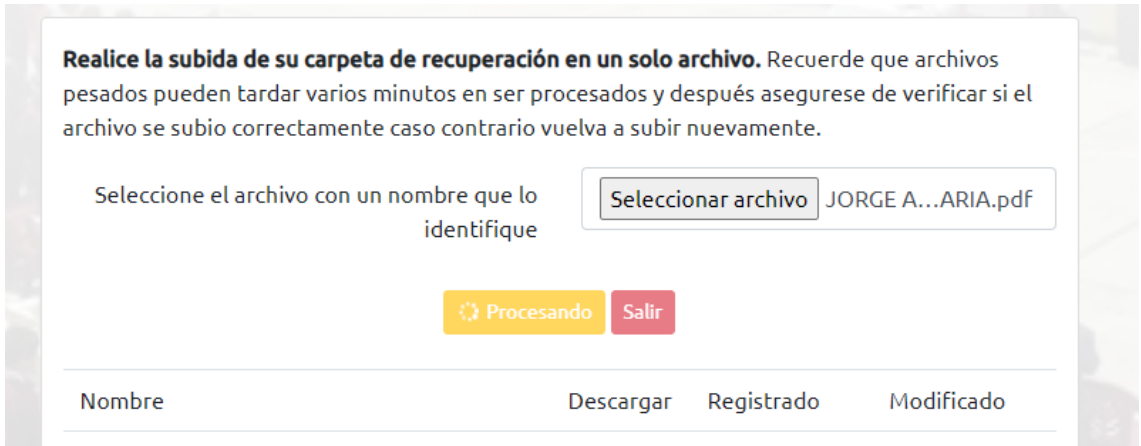 Realice la subida de su carpeta de recuperación en un solo archivo. Recuerde que archivos
pesados pueden tardar varios minutos en ser procesados y después asegurese de verificar si el
archivo se subio correctamente caso contrario vuelva a subir nuevamente.
Seleccione el archivo con un nombre que lo
identifique
Seleccionar archivo JORGE A...ARIA.pdf
Procesando Salir
Nombre Descargar Registrado Modificado